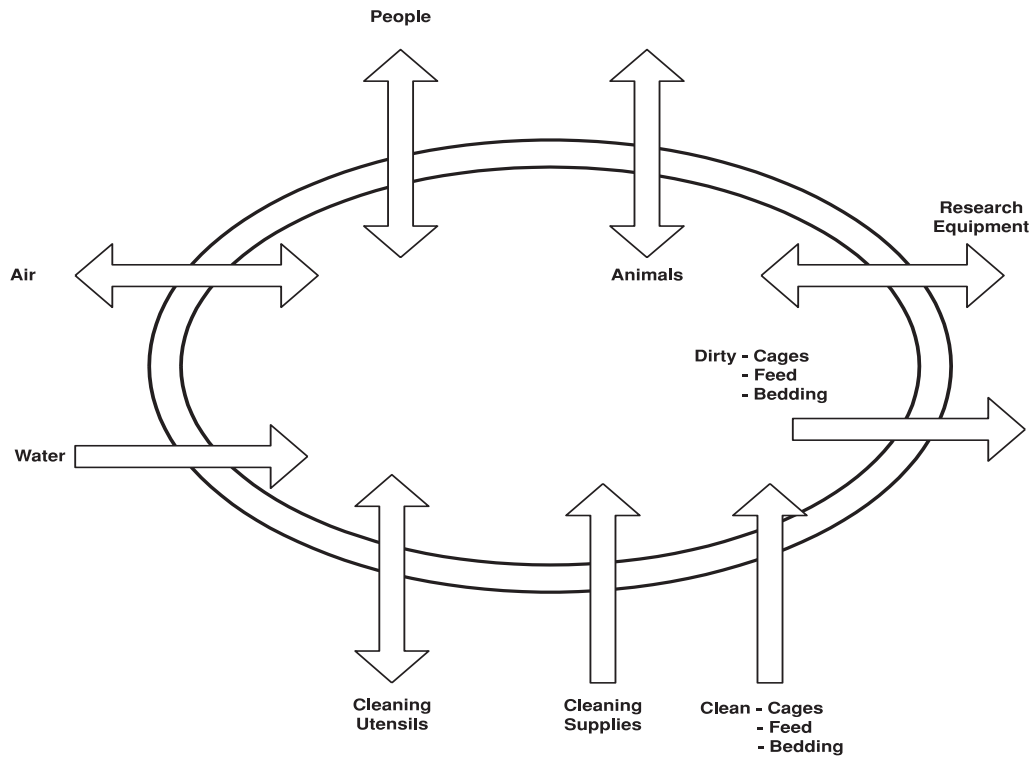 People
Research
Equipment
Air
Animals
Dirty - Cages
- Feed
- Bedding
Water
Cleaning
Utensils
Cleaning
Supplies
Clean - Cages
- Feed
- Bedding